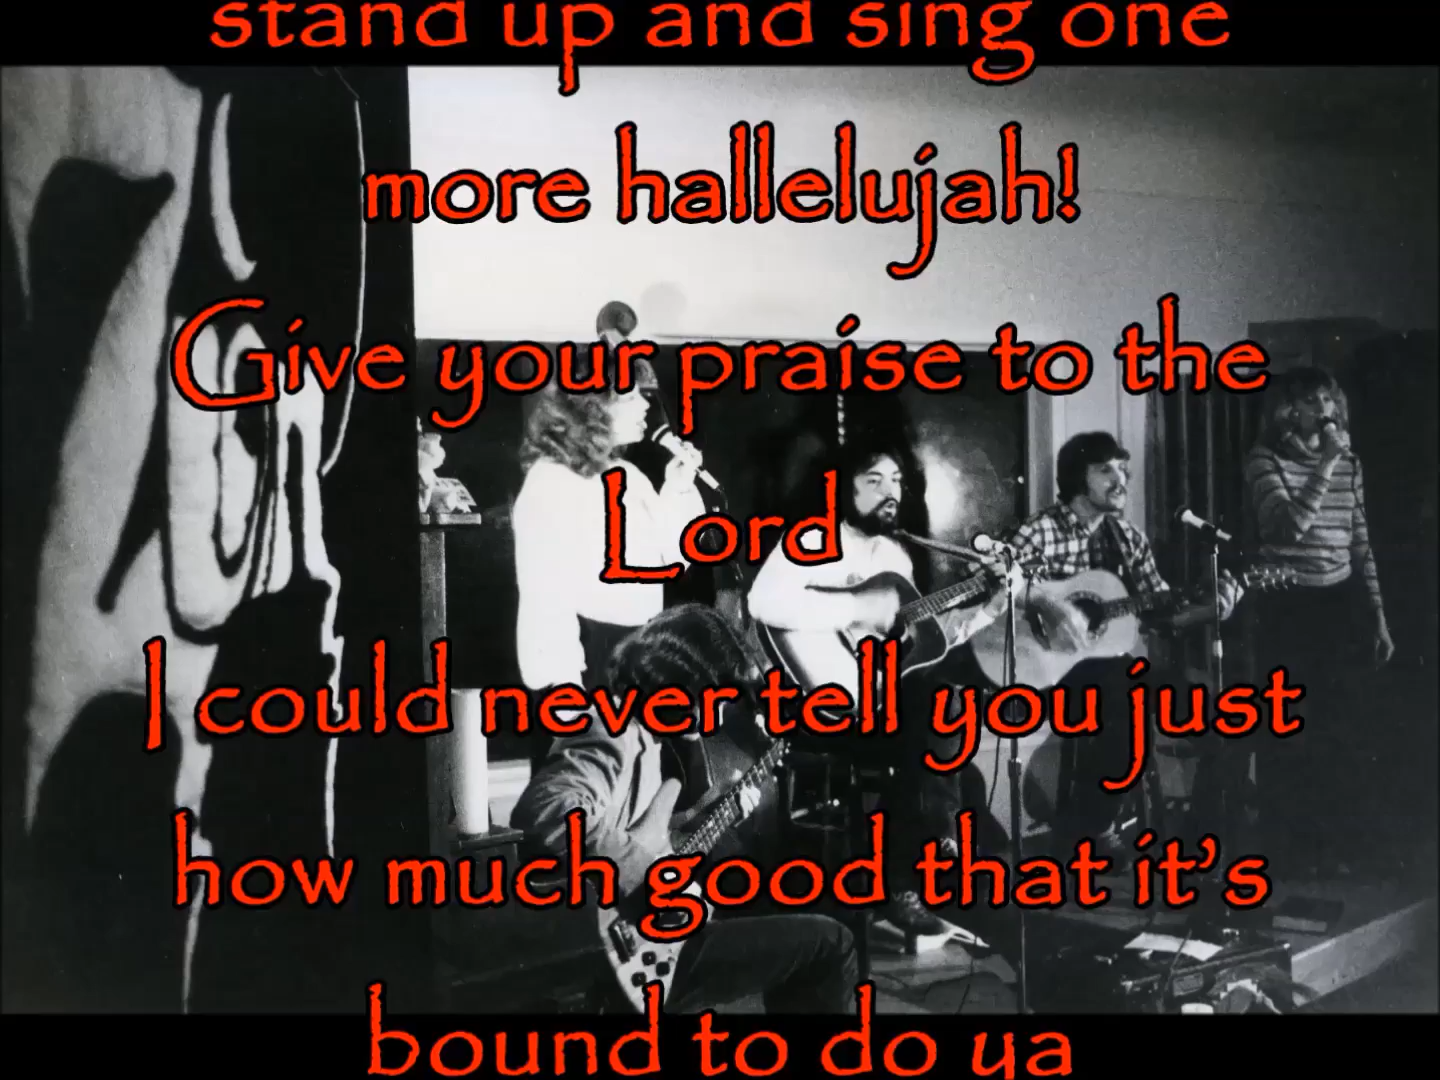 stand up and sing one
more hallelujah!
Give your praise to the
Lord
I could never tell you just
how much good that it's
bound to do ya